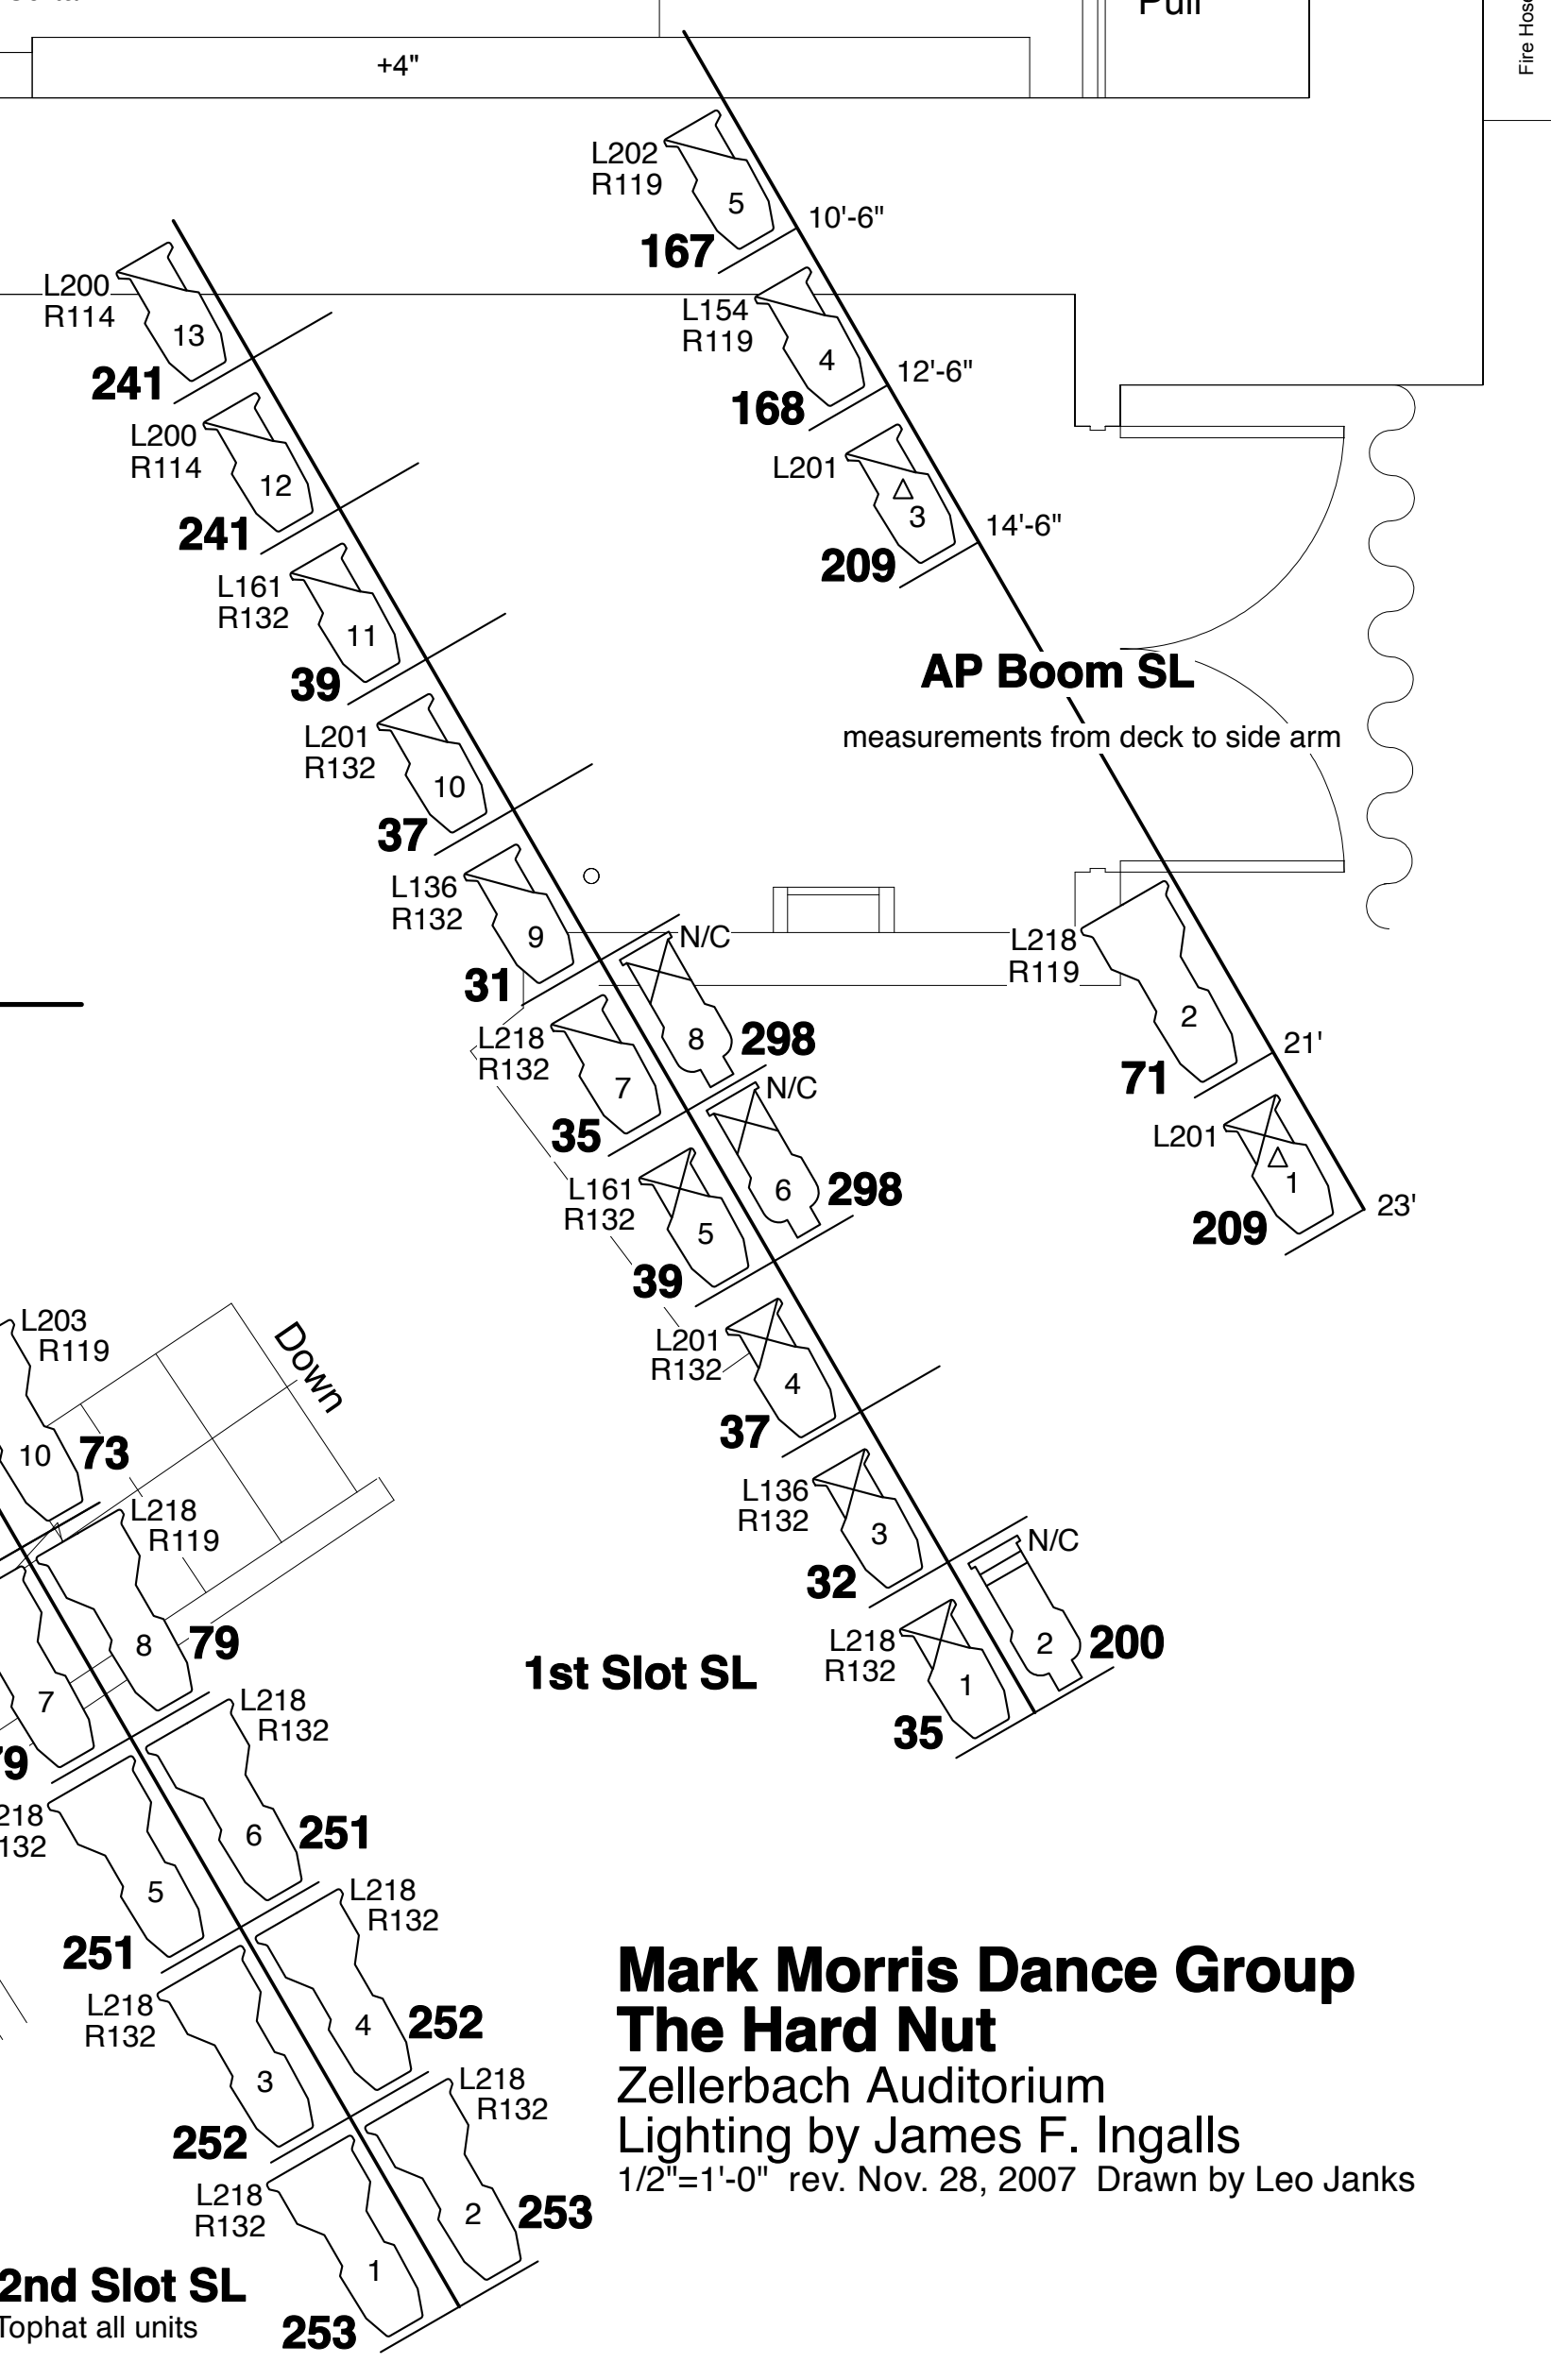 Pull
Fire Hose
+4"
L202
R119
5
167
10'-6"
L154
R119
4
168
12'-6"
L201
3
209
14'-6"
AP Boom SL
measurements from deck to side arm
L218
R119
2
71
21'
L201
1
209
23'
L200
R114
13
241
L200
R114
12
241
L161
R132
11
39
L201
R132
10
37
L136
R132
9
31
N/C
8
298
L218
R132
7
35
N/C
6
298
L161
R132
5
39
L201
R132
4
37
L136
R132
3
32
N/C
2
200
L218
R132
1
35
1st Slot SL
Down
L203
R119
10
73
L218
R119
8
79
7
79
L218
R132
6
251
218
132
5
251
L218
R132
4
252
L218
R132
3
252
L218
R132
2
253
L218
R132
1
253
2nd Slot SL
Tophat all units
Mark Morris Dance Group
The Hard Nut
Zellerbach Auditorium
Lighting by James F. Ingalls
1/2"=1'-0" rev. Nov. 28, 2007 Drawn by Leo Janks